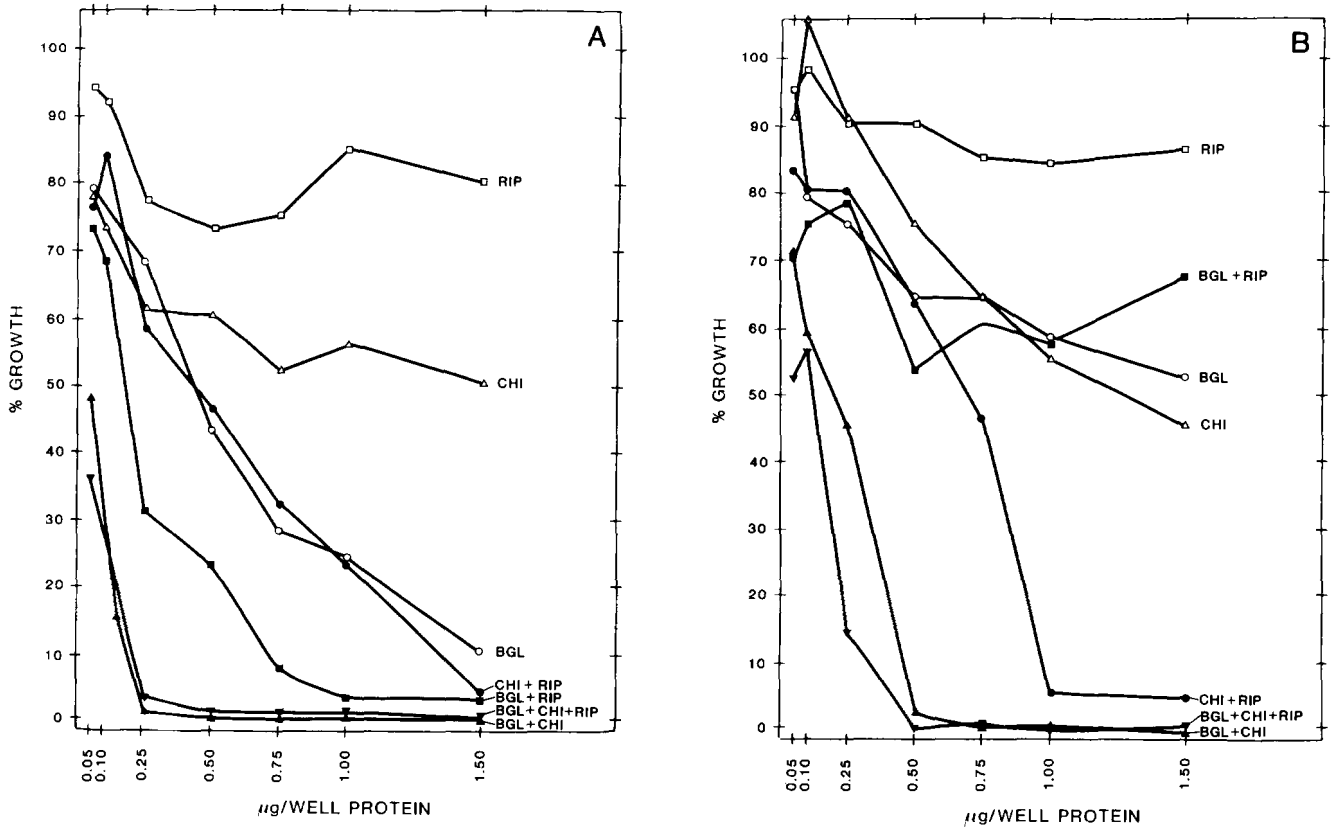 A
100
90
80
70
60
50
40
30
20
10
0
% GROWTH
RIP
CHI
BGL
CHI + RIP
BGL + RIP
BGL + CHI + RIP
BGL + CHI
0.05
0.10
0.25
0.50
0.75
1.00
1.50
µg/WELL PROTEIN
B
100
90
80
70
60
50
40
30
20
10
0
% GROWTH
RIP
BGL + RIP
BGL
CHI
CHI + RIP
BGL + CHI + RIP
BGL + CHI
0.05
0.10
0.25
0.50
0.75
1.00
1.50
µg/WELL PROTEIN